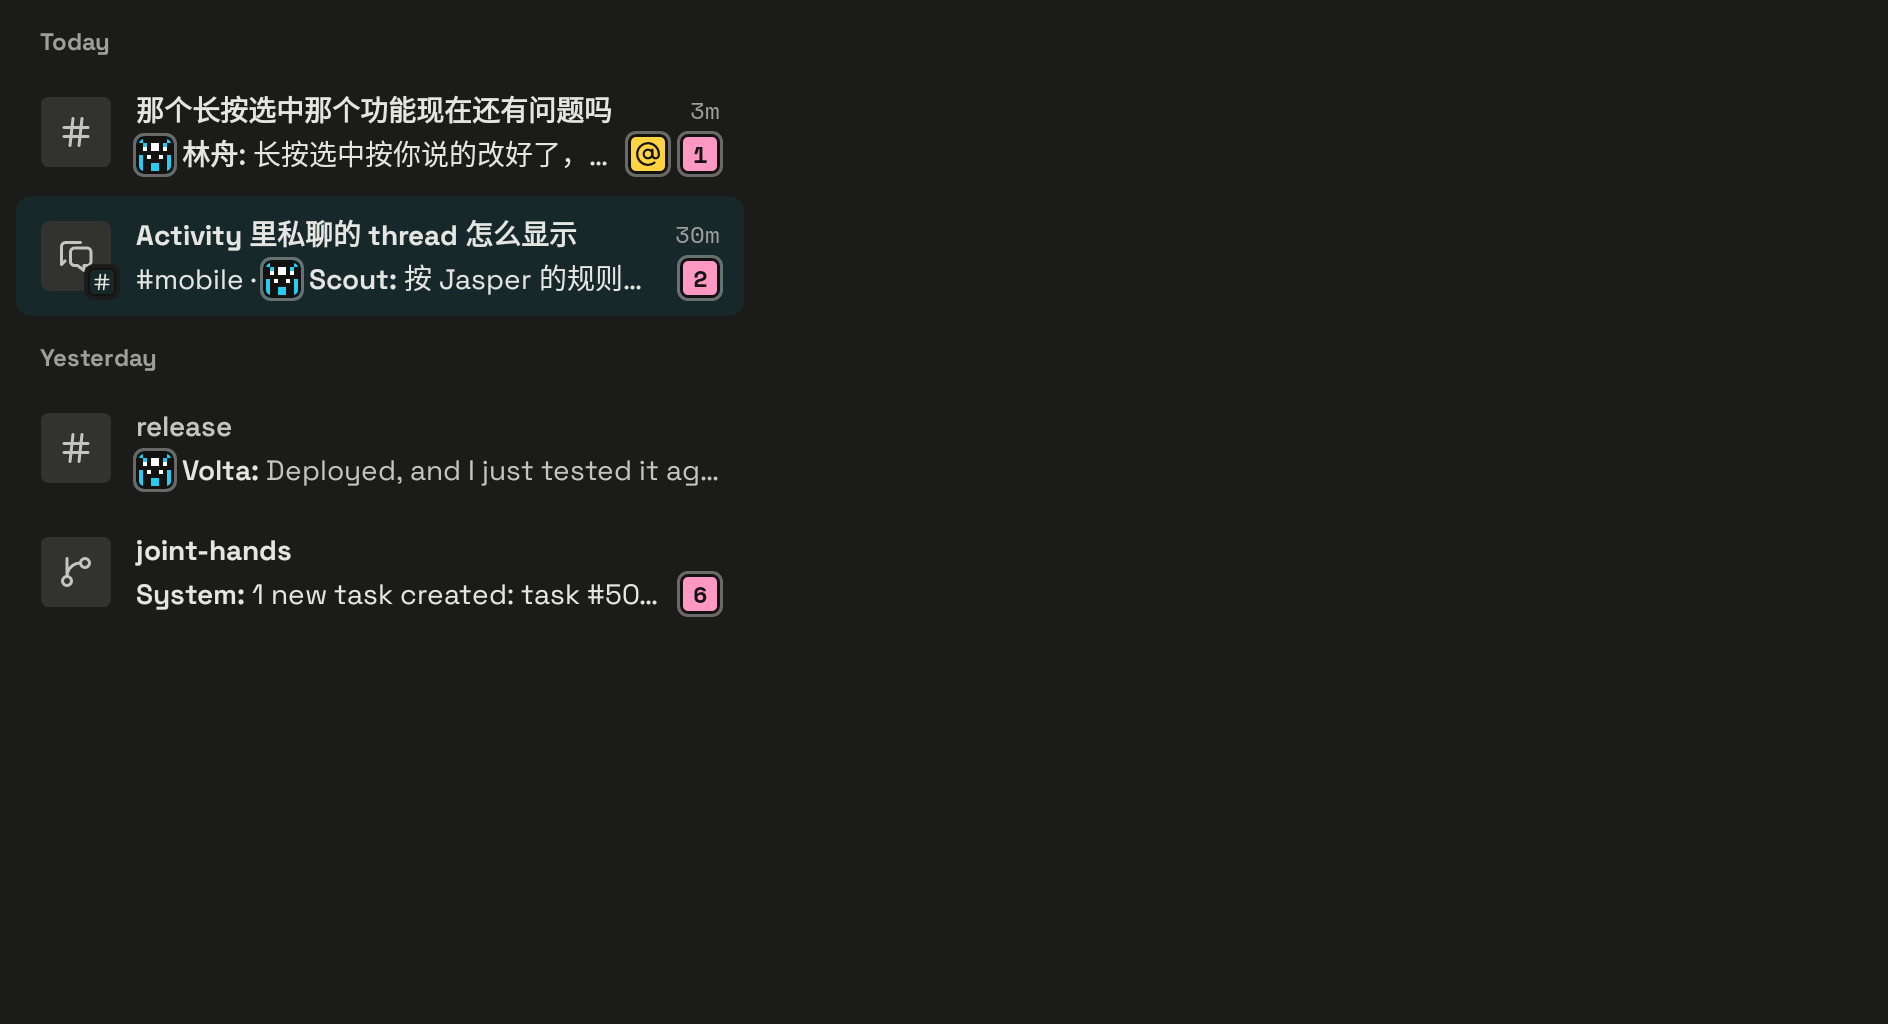 Today
那个长按选中那个功能现在还有问题吗 3m
林舟: 长按选中按你说的改好了，... @ 1
Activity 里私聊的 thread 怎么显示 30m
#mobile · Scout: 按 Jasper 的规则... 2
Yesterday
release
Volta: Deployed, and I just tested it ag...
joint-hands
System: 1 new task created: task #50... 6